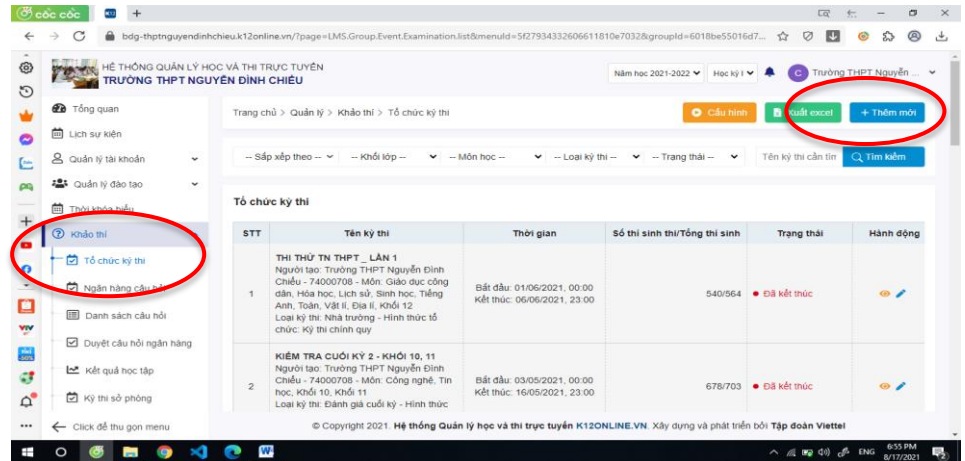 cốc cốc
bdg-thptnguyendinhchieu.k12online.vn/?page=LMS.Group.Event.Examination.list&menuId=5f27934332606611810e7032&groupId=6018be55016d7...
HỆ THỐNG QUẢN LÝ HỌC VÀ THI TRỰC TUYẾN
TRƯỜNG THPT NGUYỄN ĐÌNH CHIỂU
Năm học 2021-2022 Học kỳ I C Trường THPT Nguyễn ...
Tổng quan
Lịch sự kiện
Quản lý tài khoản
Quản lý đào tạo
Thời khóa biểu
Khảo thí
Tổ chức kỳ thi
Ngân hàng câu hỏi
Danh sách câu hỏi
Duyệt câu hỏi ngân hàng
Kết quả học tập
Kỳ thi sở phòng
Click để thu gọn menu
Trang chủ > Quản lý > Khảo thí > Tổ chức kỳ thi
Cấu hình Xuất excel + Thêm mới
-- Sắp xếp theo -- -- Khối lớp -- -- Môn học -- -- Loại kỳ thi -- -- Trạng thái -- Tên kỳ thi cần tìm Tìm kiếm
Tổ chức kỳ thi
STT Tên kỳ thi Thời gian Số thí sinh thi/Tổng thí sinh Trạng thái Hành động
1
THI THỬ TN THPT _ LẦN 1
Người tạo: Trường THPT Nguyễn Đình
Chiểu - 74000708 - Môn: Giáo dục công
dân, Hóa học, Lịch sử, Sinh học, Tiếng
Anh, Toán, Vật lí, Địa lí, Khối 12
Loại kỳ thi: Nhà trường - Hình thức tổ
chức: Kỳ thi chính quy
Bắt đầu: 01/06/2021, 00:00
Kết thúc: 06/06/2021, 23:00
540/564
Đã kết thúc
2
KIỂM TRA CUỐI KỲ 2 - KHỐI 10, 11
Người tạo: Trường THPT Nguyễn Đình
Chiểu - 74000708 - Môn: Công nghệ, Tin
học, Khối 10, Khối 11
Loại kỳ thi: Đánh giá cuối kỳ - Hình thức
Bắt đầu: 03/05/2021, 00:00
Kết thúc: 16/05/2021, 23:00
678/703
Đã kết thúc
© Copyright 2021. Hệ thống Quản lý học và thi trực tuyến K12ONLINE.VN. Xây dựng và phát triển bởi Tập đoàn Viettel
ENG 6:55 PM
8/17/2021